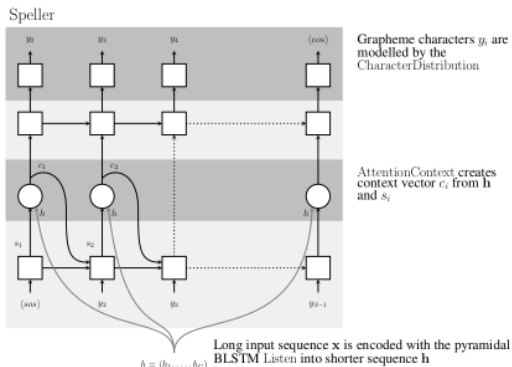 Speller
y₂ y₃ y₄ ⟨eos⟩
Grapheme characters yᵢ are
modelled by the
CharacterDistribution
c₁ c₂
AttentionContext creates
context vector cᵢ from h
and sᵢ
h h h
s₁ s₂
⟨sos⟩ y₂ y₃ yₛ₋₁
Long input sequence x is encoded with the pyramidal
BLSTM Listen into shorter sequence h